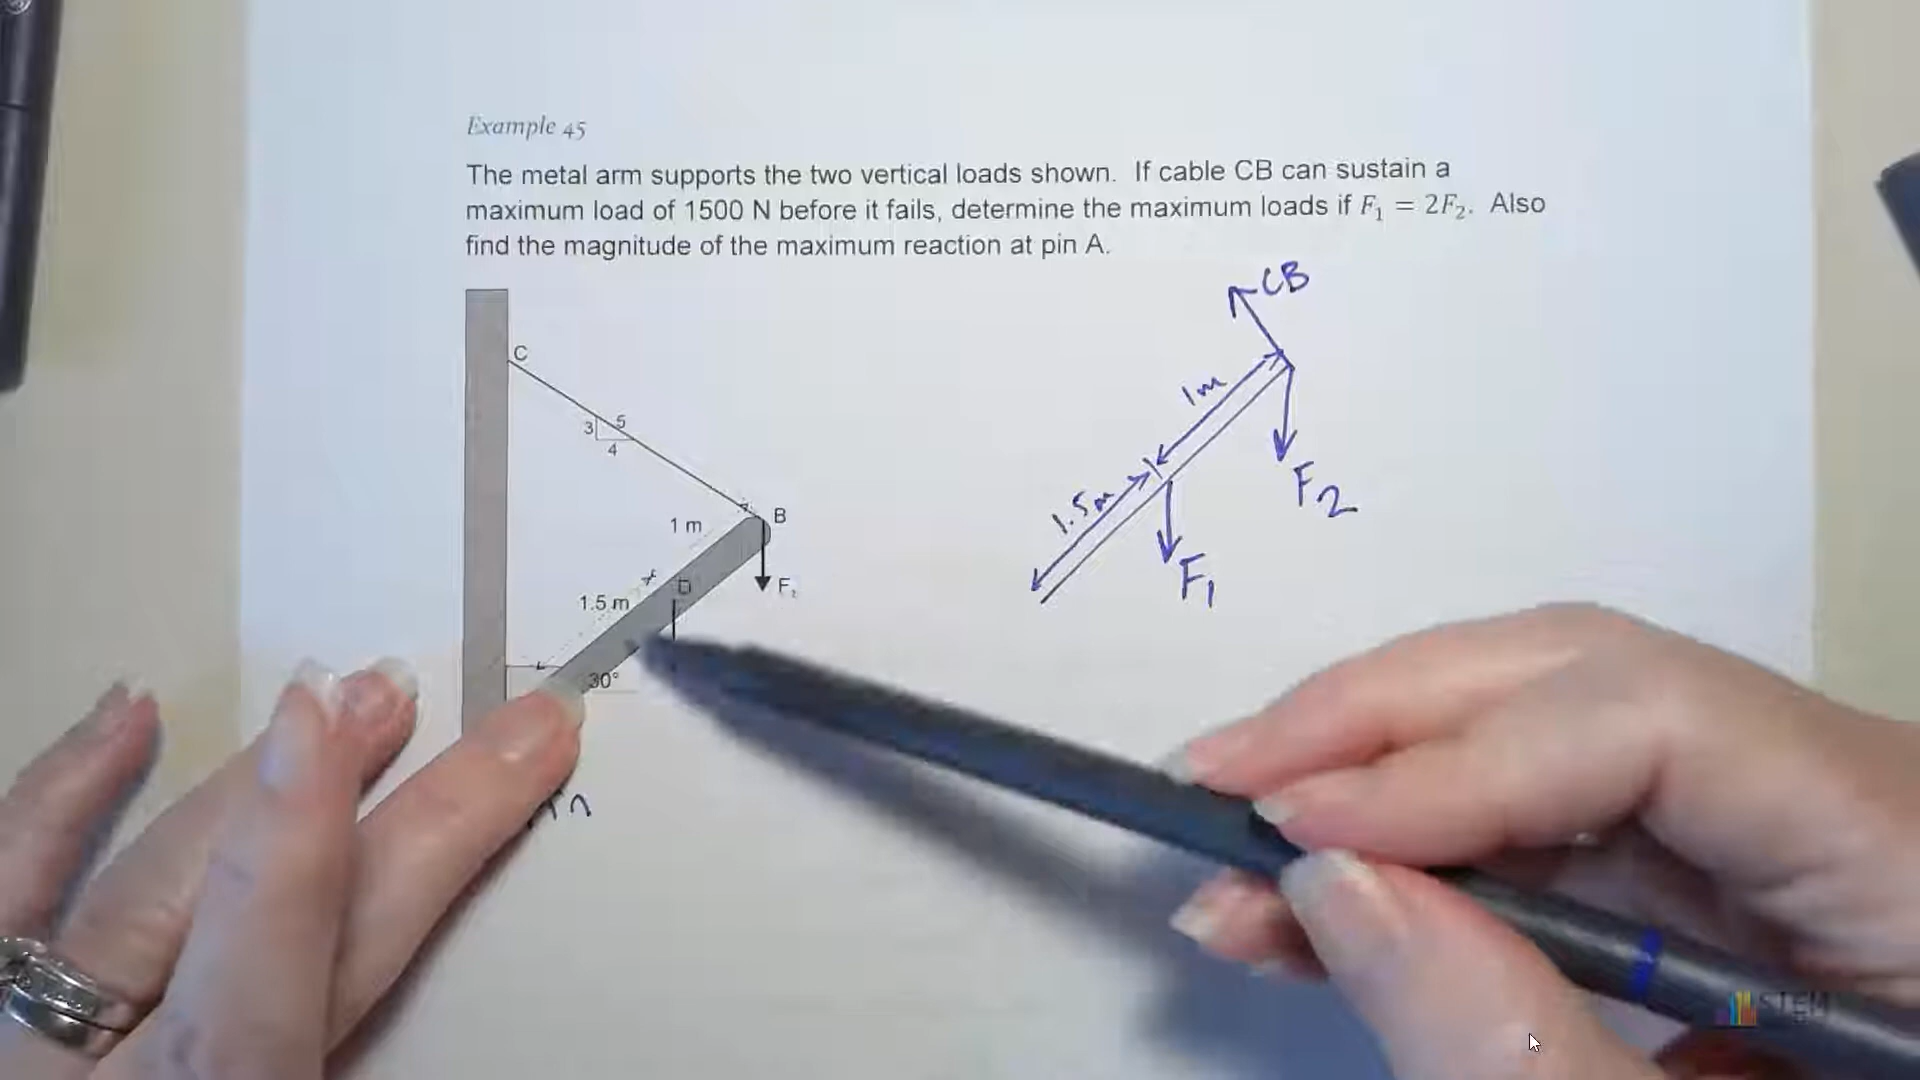 Example 45
The metal arm supports the two vertical loads shown. If cable CB can sustain a
maximum load of 1500 N before it fails, determine the maximum loads if F₁ = 2F₂. Also
find the magnitude of the maximum reaction at pin A.
CB
C
3 5
4
1m
B
1 m
1.5m
F₂
D
F₂
1.5 m
F₁
30°
STEM